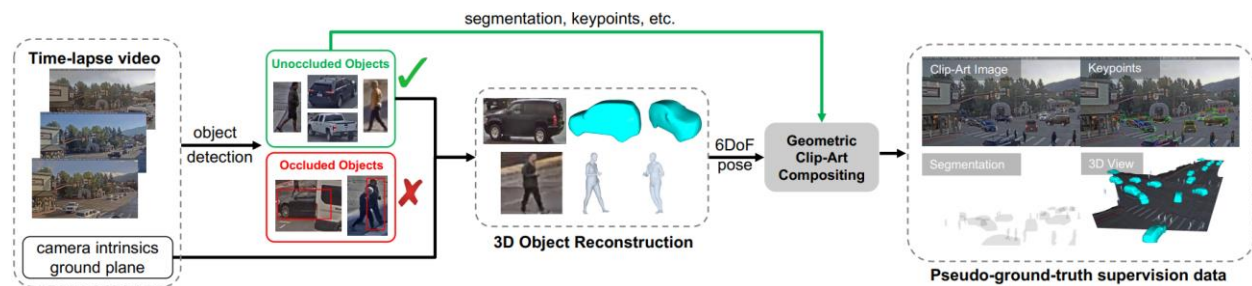 segmentation, keypoints, etc.
Time-lapse video
object
detection
camera intrinsics
ground plane
Unoccluded Objects
Occluded Objects
3D Object Reconstruction
6DoF
pose
Geometric
Clip-Art
Compositing
Clip-Art Image
Keypoints
Segmentation
3D View
Pseudo-ground-truth supervision data